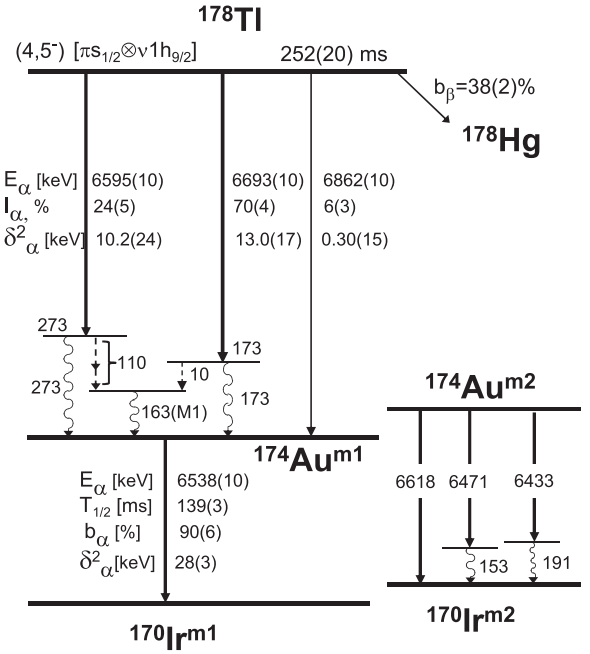 178Tl
(4,5-) [πs1/2⊗ν1h9/2] 252(20) ms
bβ=38(2)%
178Hg
Eα [keV] 6595(10) 6693(10) 6862(10)
Iα, % 24(5) 70(4) 6(3)
δ2α [keV] 10.2(24) 13.0(17) 0.30(15)
273
173
110
10
273
163(M1)
173
174Aum1
Eα [keV] 6538(10)
T1/2 [ms] 139(3)
bα [%] 90(6)
δ2α[keV] 28(3)
170Irm1
174Aum2
6618 6471 6433
153 191
170Irm2